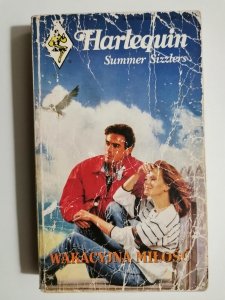 Harlequin
Summer Sizzlers
WAKACYJNA MIŁOŚĆ